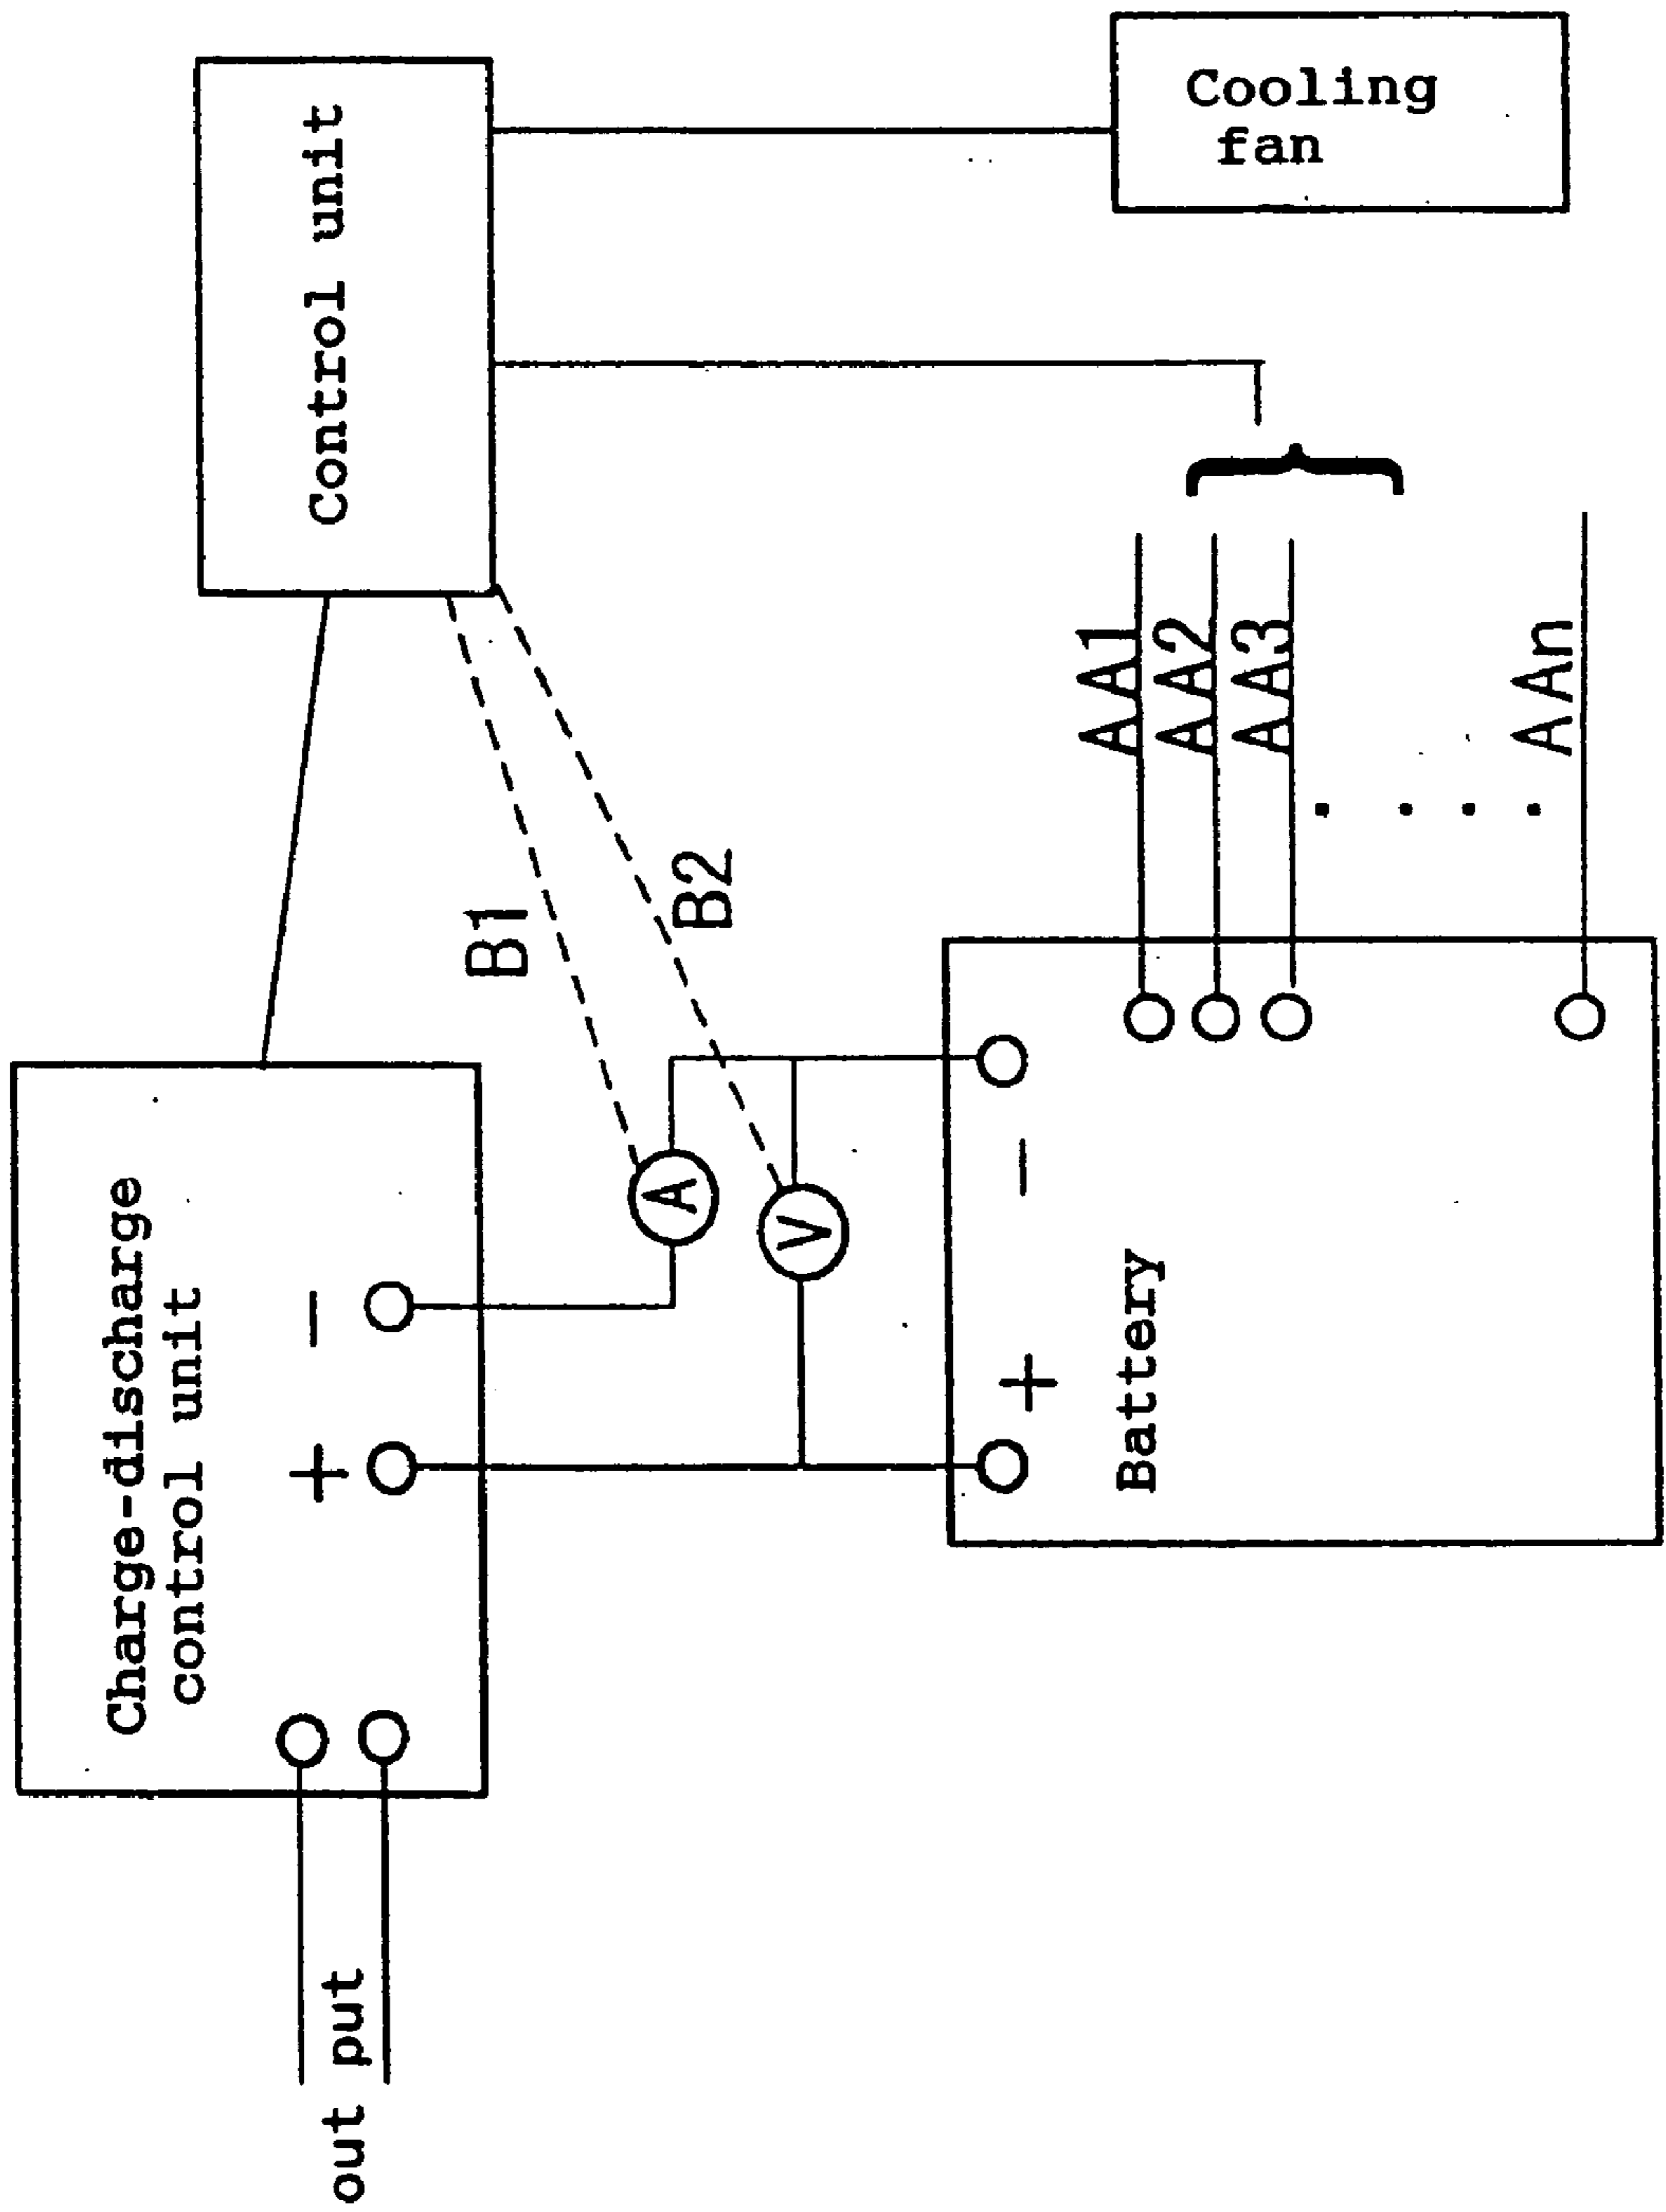 Charge-discharge
control unit
+
−
out put
Control unit
Cooling
fan
B1
B2
A
V
+
−
Battery
AA1
AA2
AA3
AAn